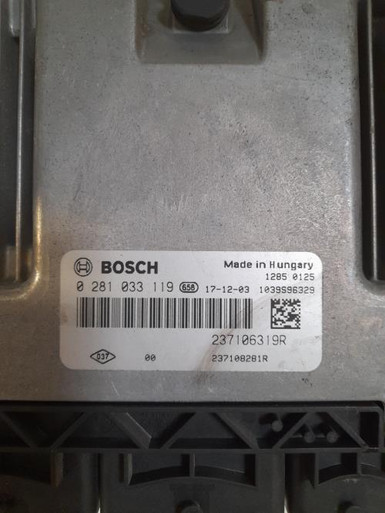 BOSCH Made in Hungary
1285 0125
0 281 033 119 658 17-12-03 1039S96329
237106319R
037 00 237108281R